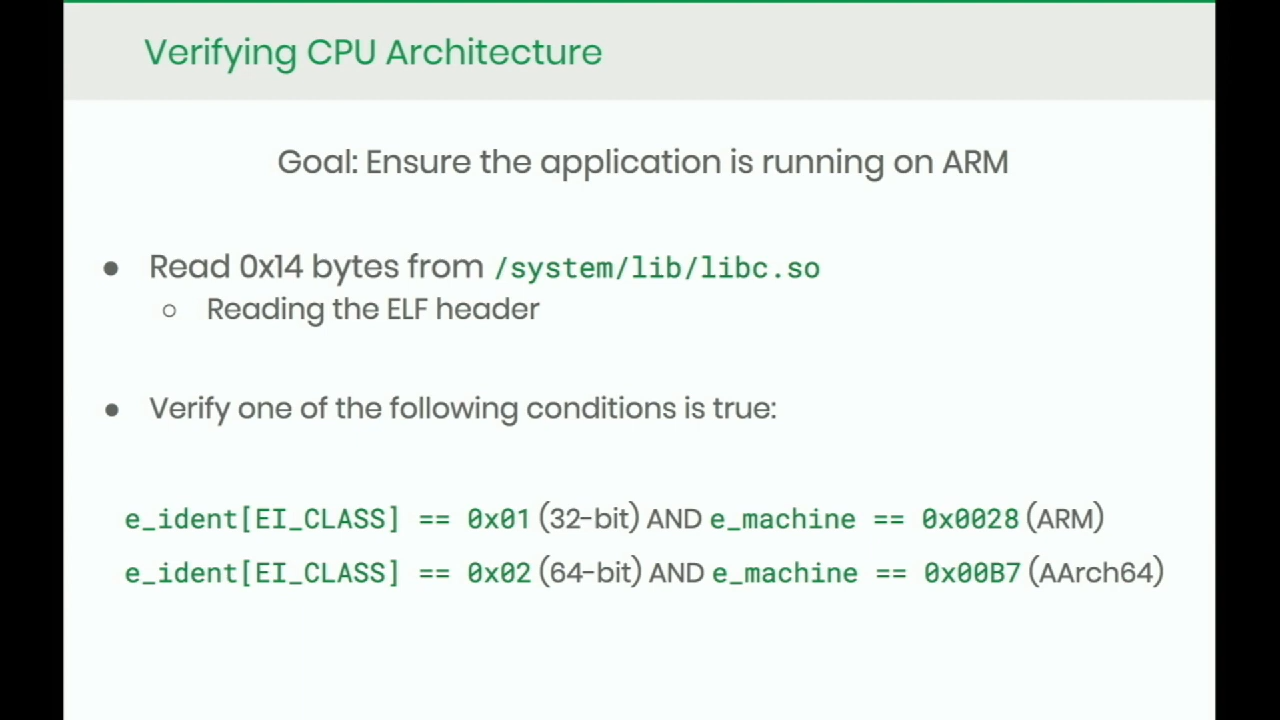 Verifying CPU Architecture
Goal: Ensure the application is running on ARM
● Read 0x14 bytes from /system/lib/libc.so
○ Reading the ELF header
● Verify one of the following conditions is true:
e_ident[EI_CLASS] == 0x01 (32-bit) AND e_machine == 0x0028 (ARM)
e_ident[EI_CLASS] == 0x02 (64-bit) AND e_machine == 0x00B7 (AArch64)